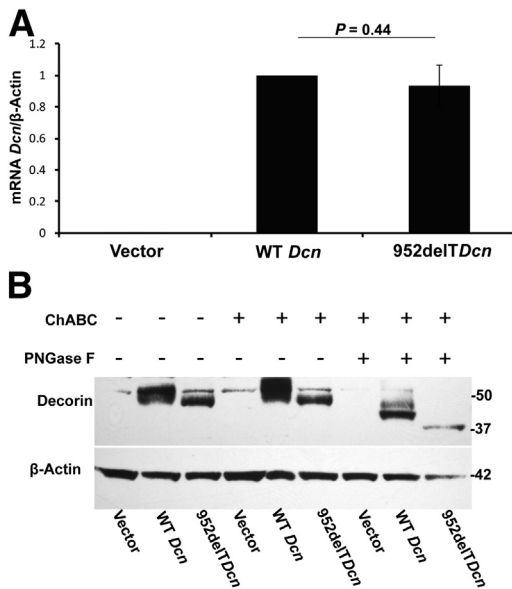 A
P = 0.44
mRNA Dcn/β-Actin
1.2
1
0.8
0.6
0.4
0.2
0
Vector WT Dcn 952delTDcn
B
ChABC - - - + + + + + +
PNGase F - - - - - - + + +
Decorin
-50
-37
β-Actin
-42
Vector WT Dcn 952delTDcn Vector WT Dcn 952delTDcn Vector WT Dcn 952delTDcn